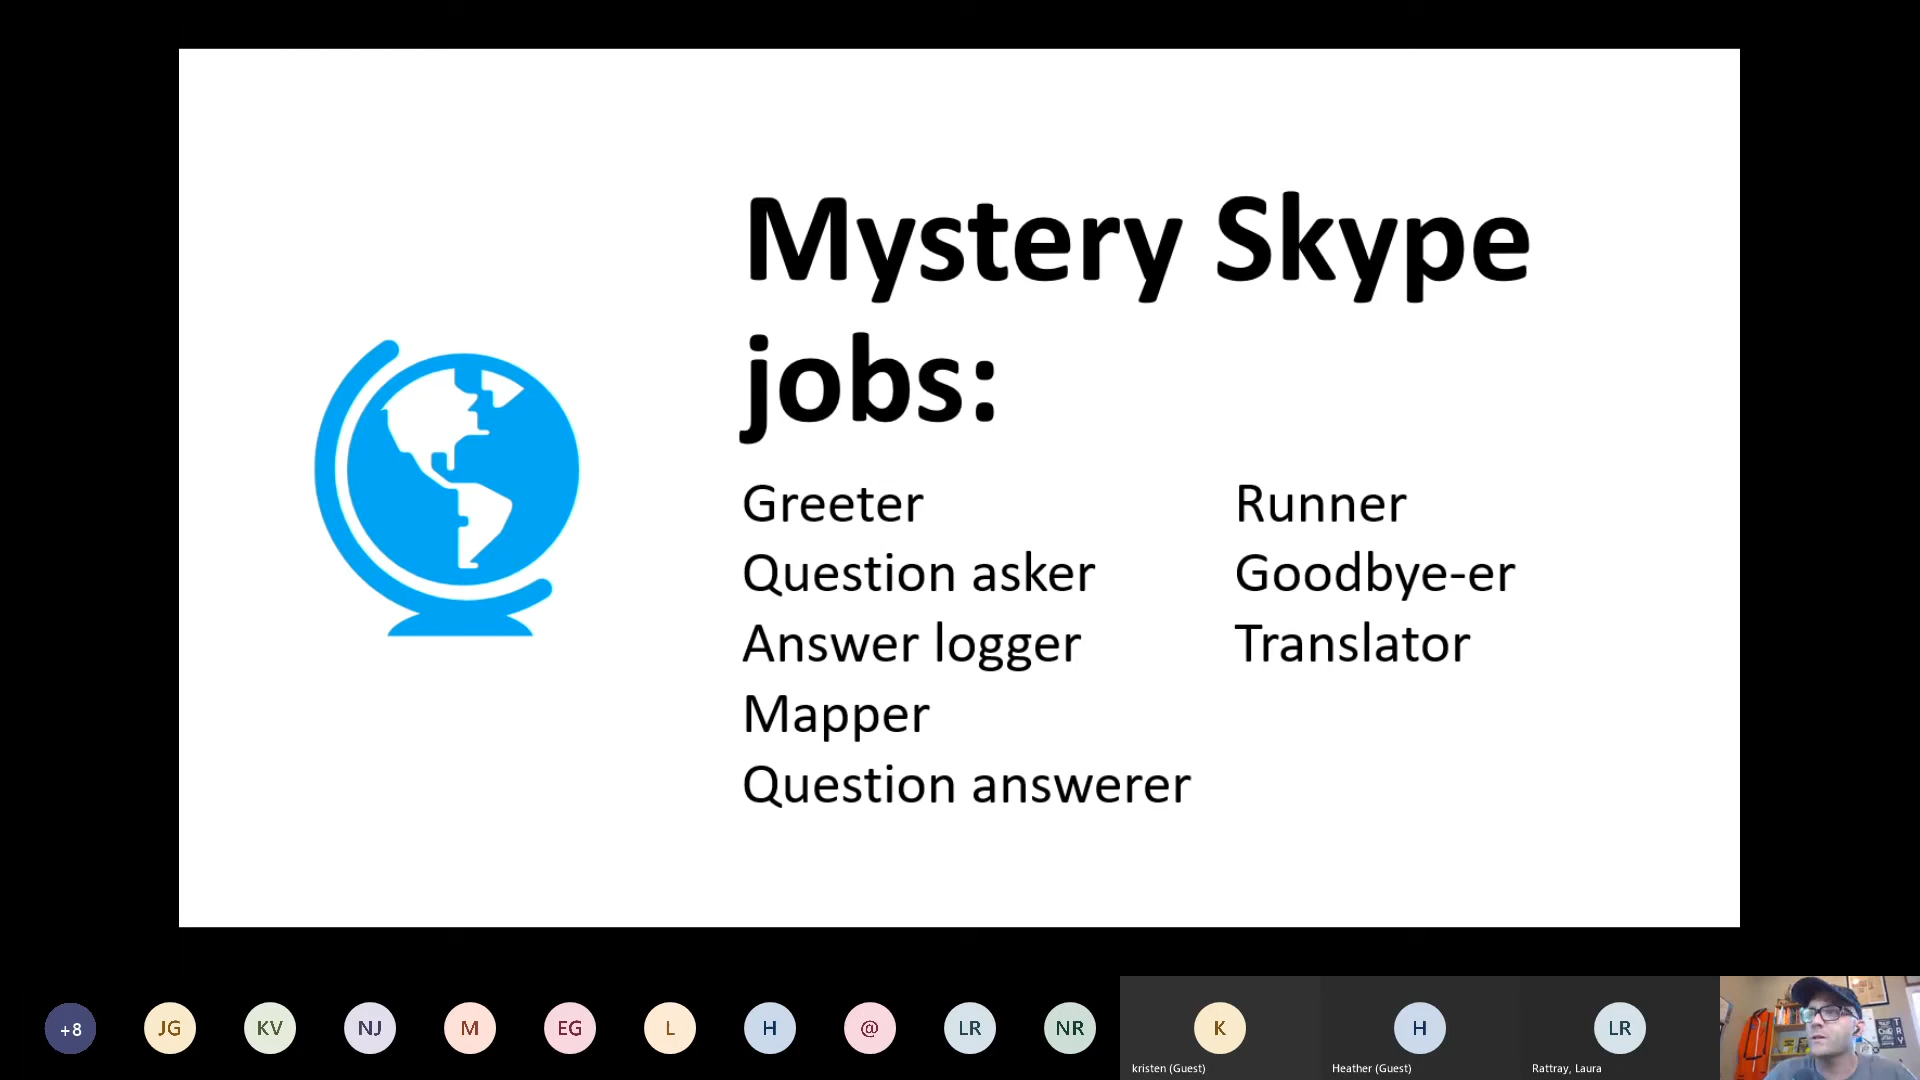 Mystery Skype
jobs:
Greeter
Question asker
Answer logger
Mapper
Question answerer
Runner
Goodbye-er
Translator
+8
JG
KV
NJ
M
EG
L
H
@
LR
NR
K
kristen (Guest)
H
Heather (Guest)
LR
Rattray, Laura